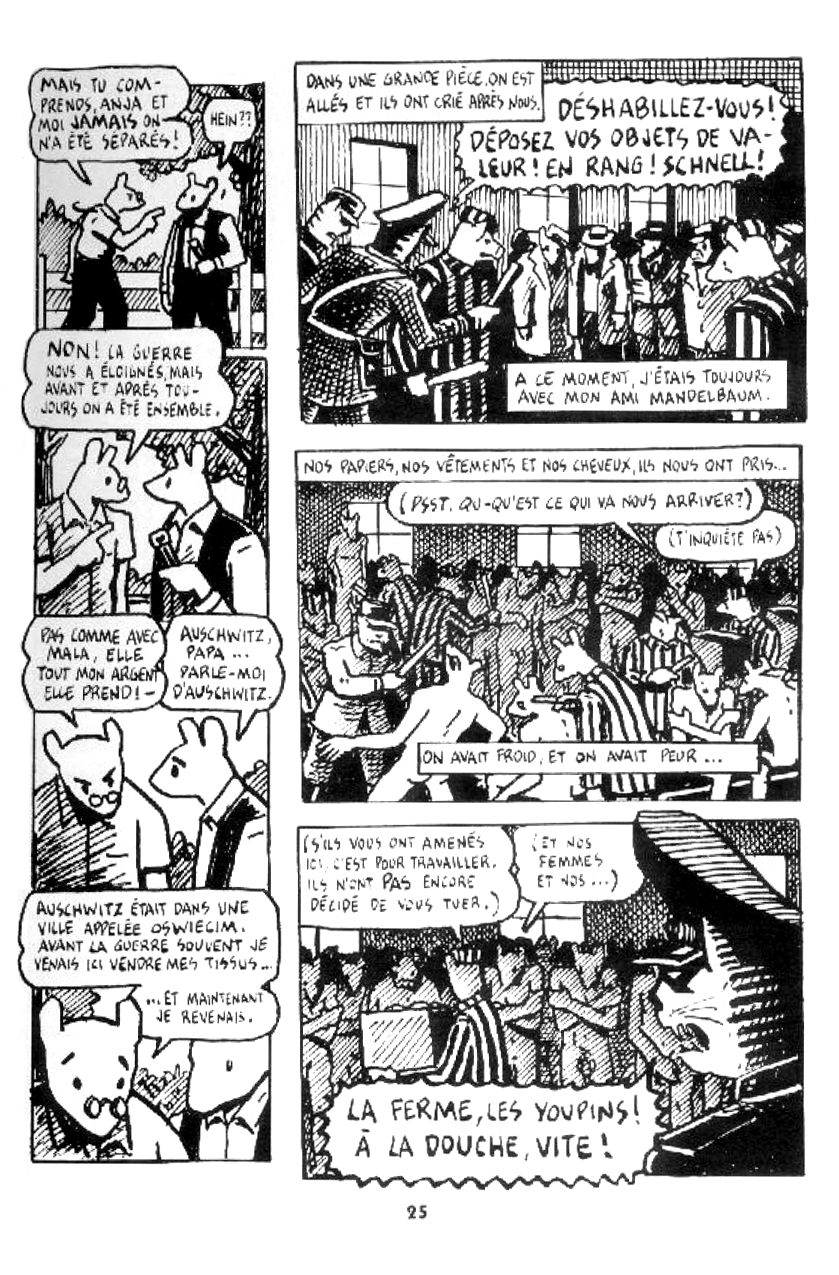 MAIS TU COM-
PRENDS, ANJA ET
MOI JAMAIS ON
N'A ÉTÉ SÉPARÉS!
HEIN??
NON! LA GUERRE
NOUS A ÉLOIGNÉS, MAIS
AVANT ET APRÈS TOU-
JOURS ON A ÉTÉ ENSEMBLE.
PAS COMME AVEC
MALA, ELLE
TOUT MON ARGENT
ELLE PREND! -
AUSCHWITZ,
PAPA ...
PARLE-MOI
D'AUSCHWITZ.
AUSCHWITZ ÉTAIT DANS UNE
VILLE APPELÉE OSWIECIM.
AVANT LA GUERRE SOUVENT JE
VENAIS ICI VENDRE MES TISSUS...
...ET MAINTENANT
JE REVENAIS.
DANS UNE GRANDE PIÈCE, ON EST
ALLÉS ET ILS ONT CRIÉ APRÈS NOUS.
DÉSHABILLEZ-VOUS!
DÉPOSEZ VOS OBJETS DE VA-
LEUR! EN RANG! SCHNELL!
A CE MOMENT, J'ÉTAIS TOUJOURS
AVEC MON AMI MANDELBAUM.
NOS PAPIERS, NOS VÊTEMENTS ET NOS CHEVEUX, ILS NOUS ONT PRIS...
(PSST. QU-QU'EST CE QUI VA NOUS ARRIVER?)
(T'INQUIÈTE PAS)
ON AVAIT FROID, ET ON AVAIT PEUR ...
(S'ILS VOUS ONT AMENÉS
ICI, C'EST POUR TRAVAILLER.
ILS N'ONT PAS ENCORE
DÉCIDÉ DE VOUS TUER.)
(ET NOS
FEMMES
ET NOS...)
LA FERME, LES YOUPINS!
À LA DOUCHE, VITE!
25